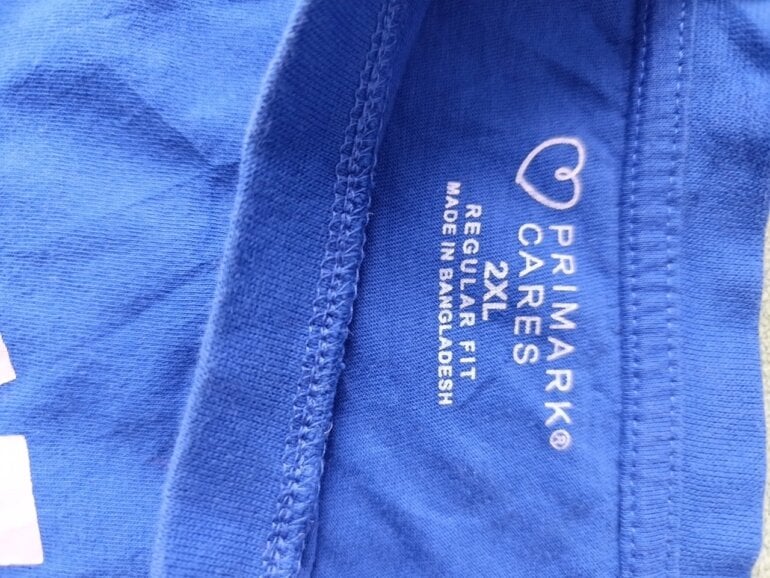 PRIMARK®
CARES
2XL
REGULAR FIT
MADE IN BANGLADESH